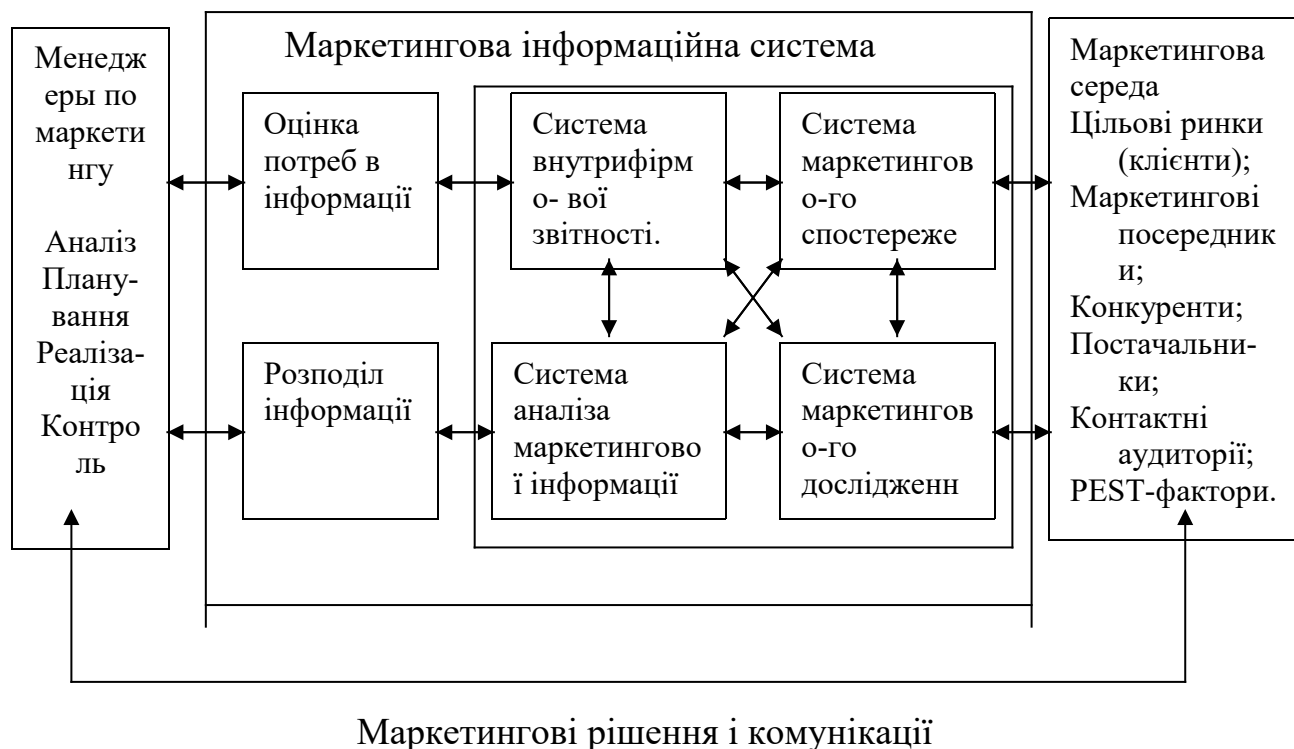 Маркетингова інформаційна система
Менедж
еры по
маркети
нгу
Аналіз
Плану-
вання
Реаліза-
ція
Контро
ль
Оцінка
потреб в
інформації
Система
внутрифірм
о- вої
звітності.
Система
маркетингов
о-го
спостереже
Розподіл
інформації
Система
аналіза
маркетингово
ї інформації
Система
маркетингов
о-го
дослідженн
Маркетингова
середа
Цільові ринки
(клієнти);
Маркетингові
посередник
и;
Конкуренти;
Постачальни-
ки;
Контактні
аудиторії;
PEST-фактори.
Маркетингові рішення і комунікації